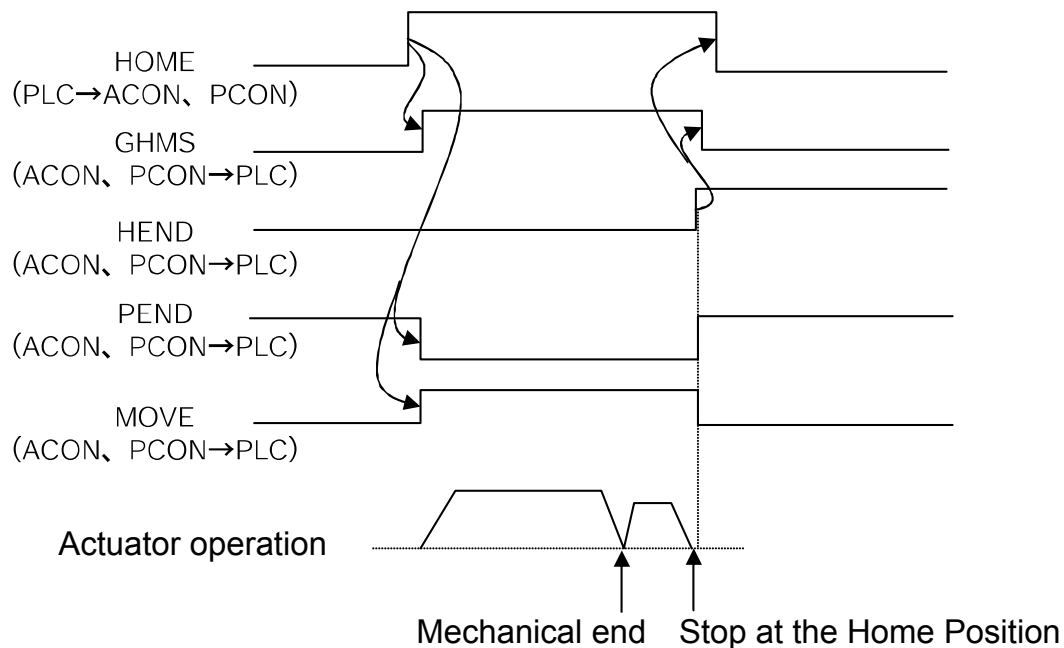 HOME
(PLC→ACON、PCON)
GHMS
(ACON、PCON→PLC)
HEND
(ACON、PCON→PLC)
PEND
(ACON、PCON→PLC)
MOVE
(ACON、PCON→PLC)
Actuator operation
Mechanical end
Stop at the Home Position